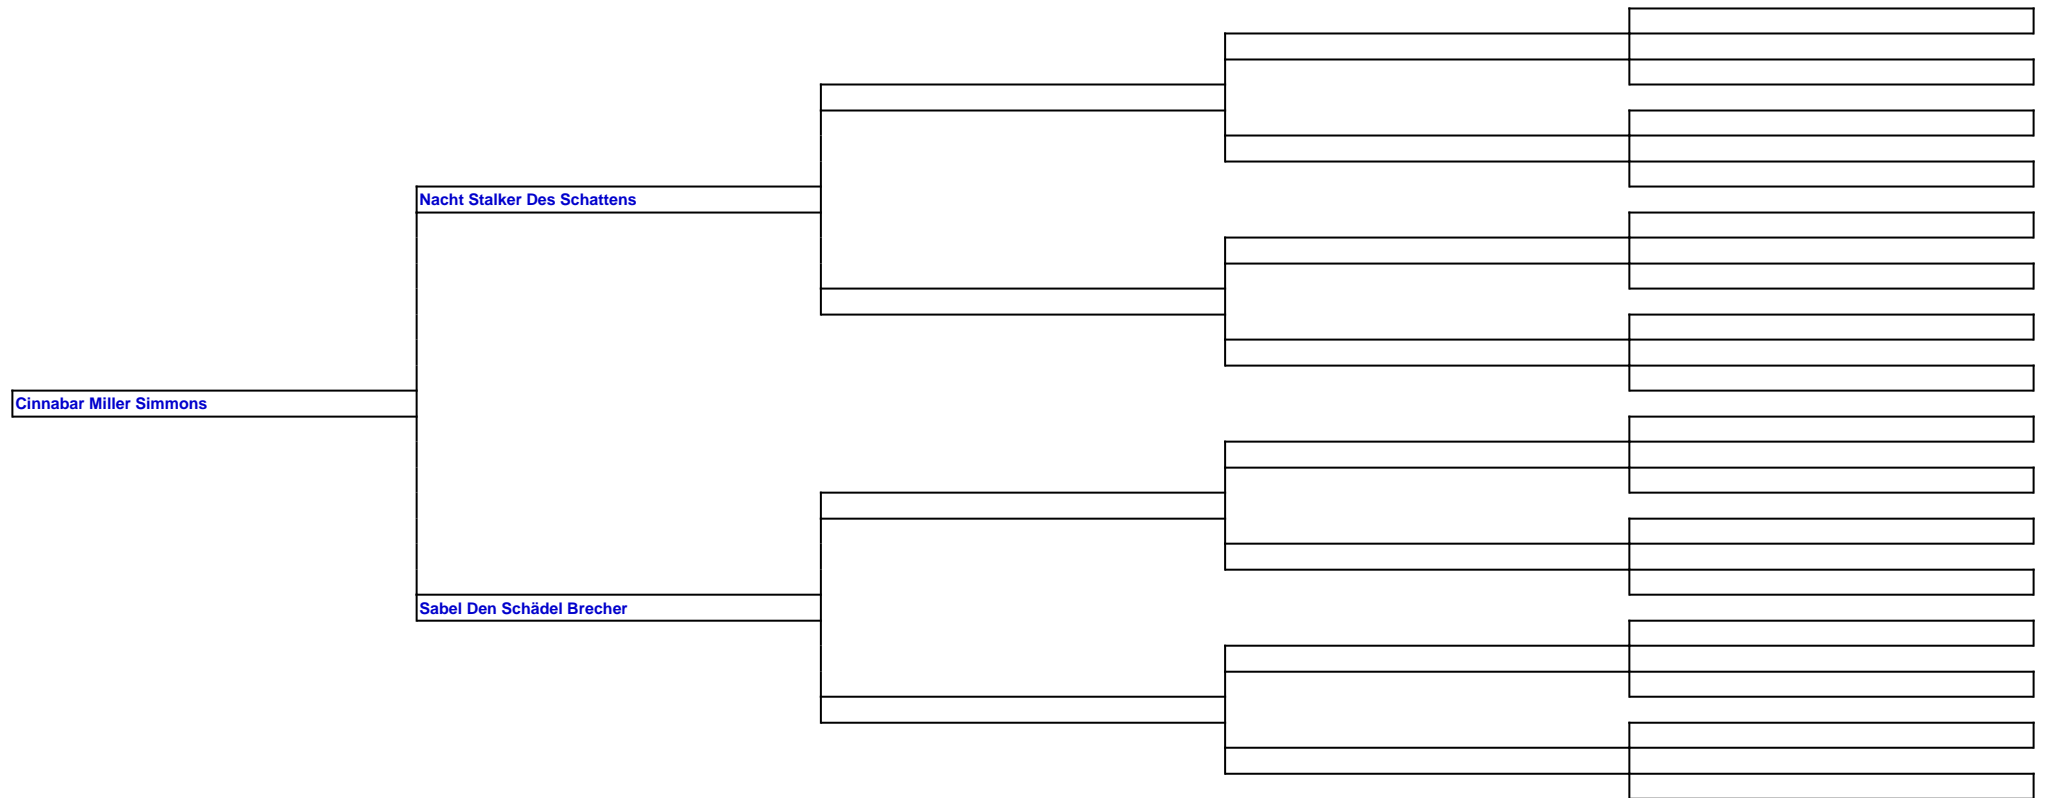 Nacht Stalker Des Schattens
Cinnabar Miller Simmons
Sabel Den Schädel Brecher